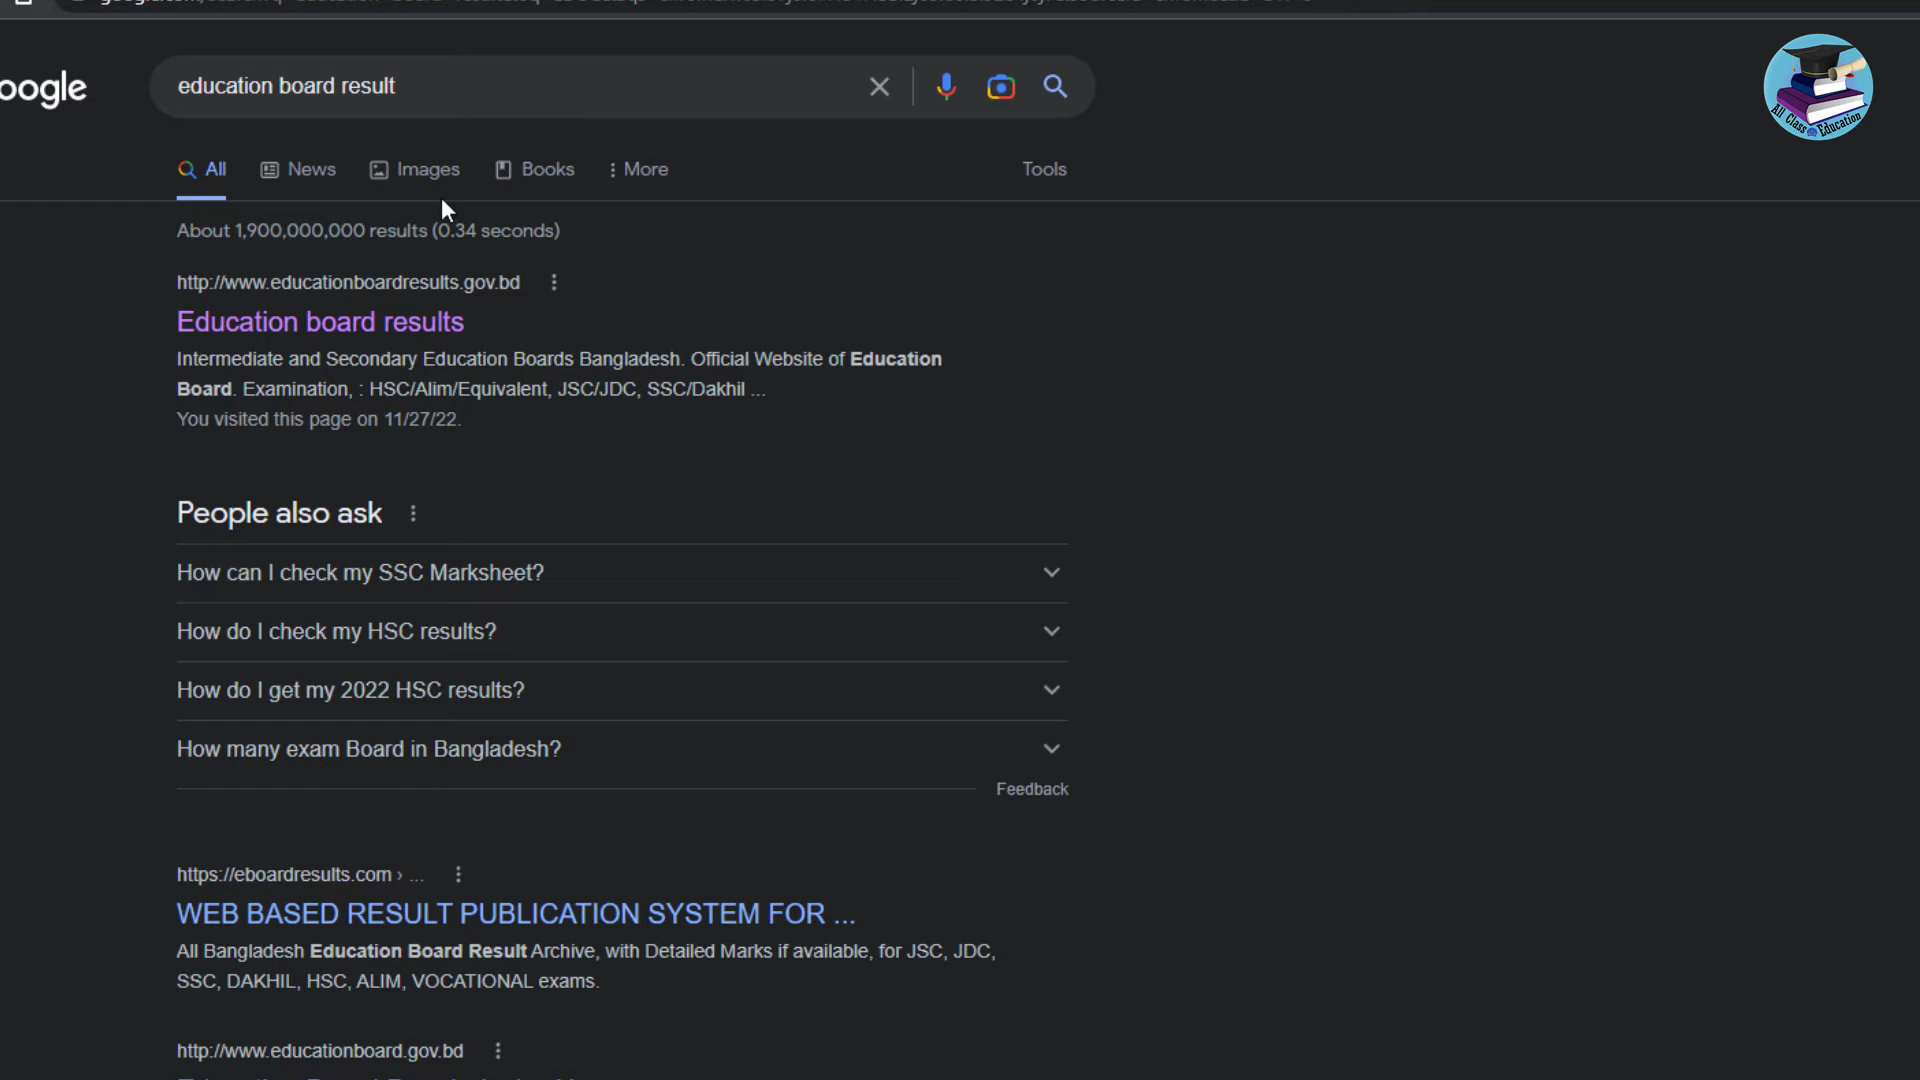 oogle
education board result
All Class Education
All
News
Images
Books
More
Tools
About 1,900,000,000 results (0.34 seconds)
http://www.educationboardresults.gov.bd
Education board results
Intermediate and Secondary Education Boards Bangladesh. Official Website of Education
Board. Examination, : HSC/Alim/Equivalent, JSC/JDC, SSC/Dakhil ...
You visited this page on 11/27/22.
People also ask
How can I check my SSC Marksheet?
How do I check my HSC results?
How do I get my 2022 HSC results?
How many exam Board in Bangladesh?
Feedback
https://eboardresults.com › ...
WEB BASED RESULT PUBLICATION SYSTEM FOR ...
All Bangladesh Education Board Result Archive, with Detailed Marks if available, for JSC, JDC,
SSC, DAKHIL, HSC, ALIM, VOCATIONAL exams.
http://www.educationboard.gov.bd